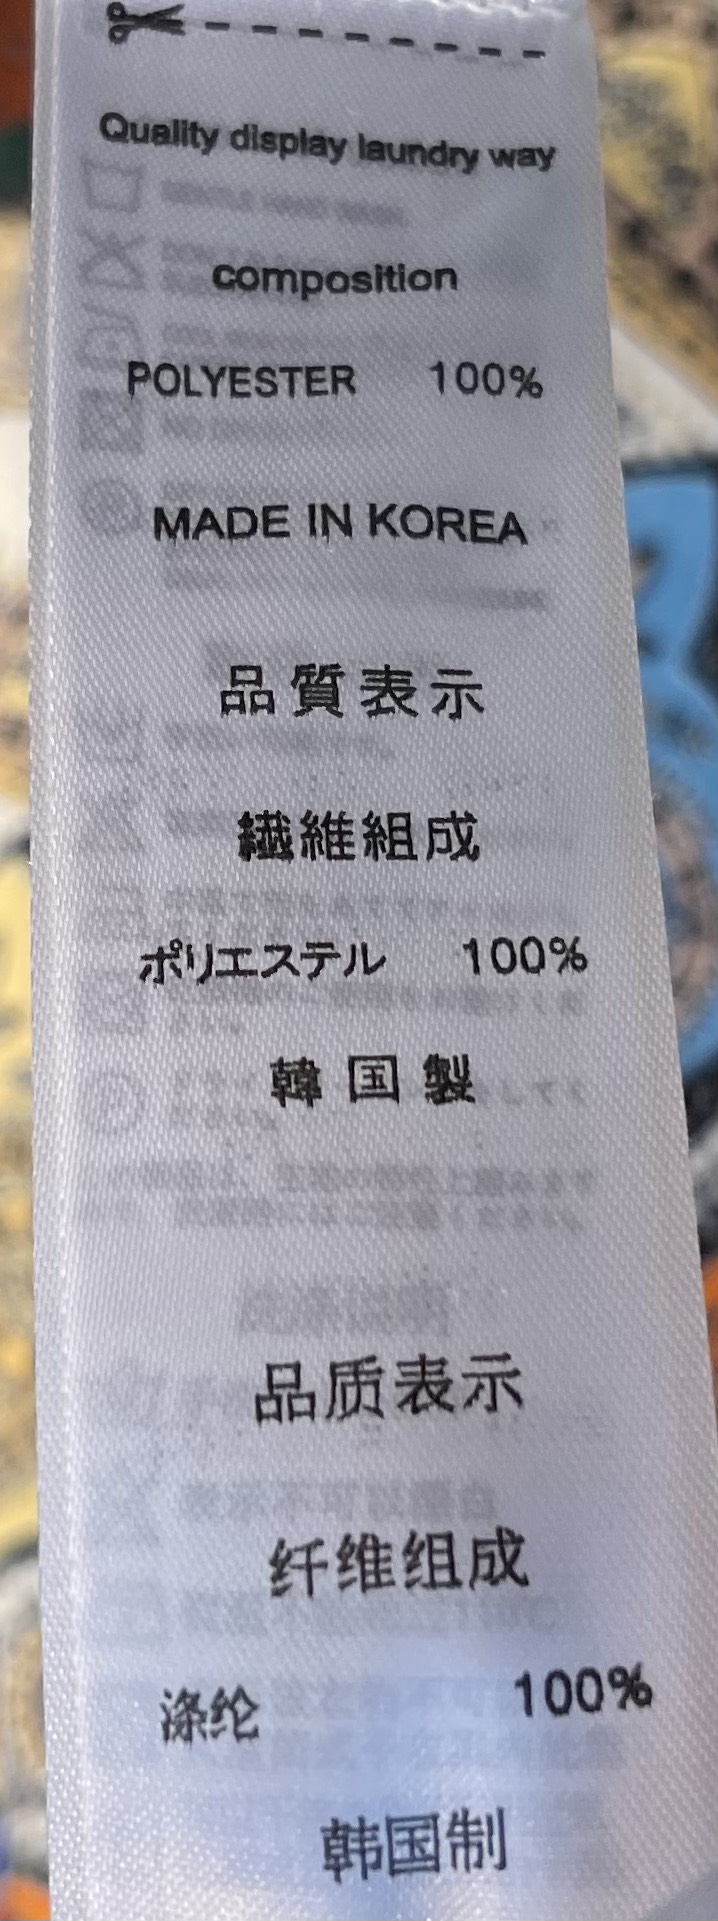 Quality display laundry way
composition
POLYESTER 100%
MADE IN KOREA
品質表示
繊維組成
ポリエステル 100%
韓国製
品质表示
纤维组成
涤纶 100%
韩国制